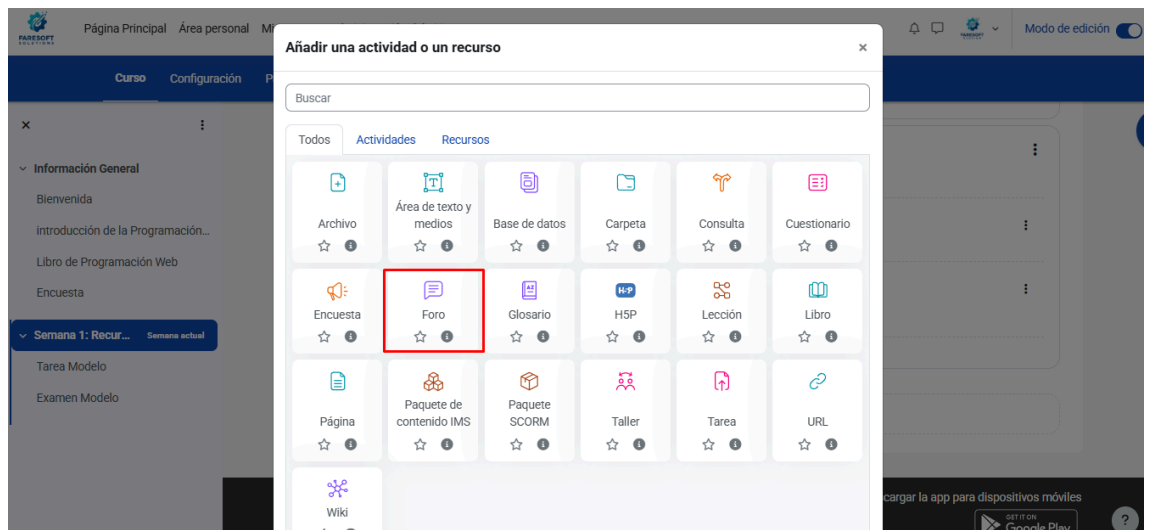 FARESOFT
SOLUTIONS
Página Principal Área personal Mi
Modo de edición
Curso Configuración P
Añadir una actividad o un recurso ×
Buscar
Todos Actividades Recursos
Información General
Bienvenida
introducción de la Programación...
Libro de Programación Web
Encuesta
Semana 1: Recur... Semana actual
Tarea Modelo
Examen Modelo
Archivo
Área de texto y
medios
Base de datos
Carpeta
Consulta
Cuestionario
Encuesta
Foro
Glosario
H5P
H5P
Lección
Libro
Página
Paquete de
contenido IMS
Paquete
SCORM
Taller
Tarea
URL
Wiki
cargar la app para dispositivos móviles
GET IT ON
Google Play
?